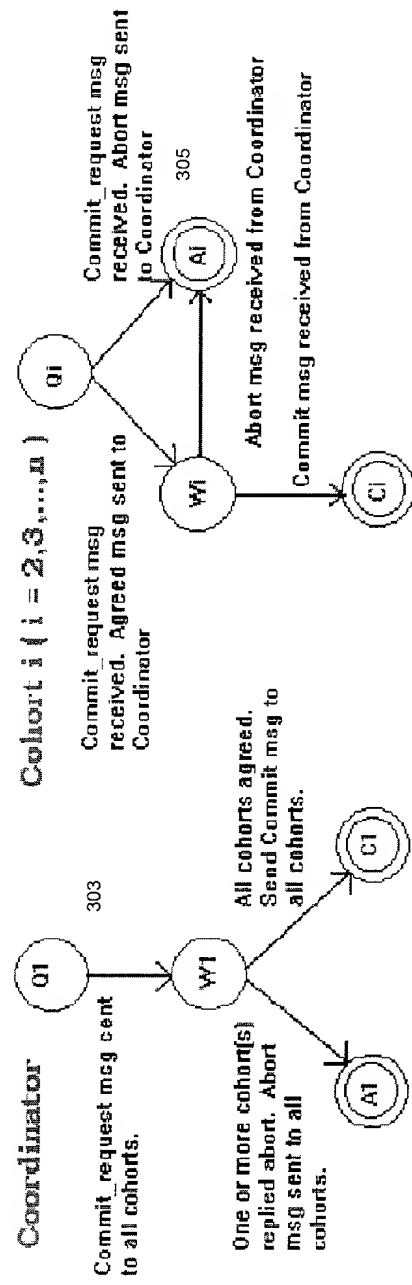 Coordinator
Q1
303
Commit_request msg cent
to all cohorts.
W1
One or more cohort(s)
replied abort. Abort
msg sent to all
cohorts.
All cohorts agreed.
Send Commit msg to
all cohorts.
A1
C1
Cohort i ( i = 2,3,...,n )
Qi
Commit_request msg
received. Agreed msg sent to
Coordinator
Commit_request msg
received. Abort msg sent
to Coordinator
305
Wi
Ai
Abort msg received from Coordinator
Commit msg received from Coordinator
Ci